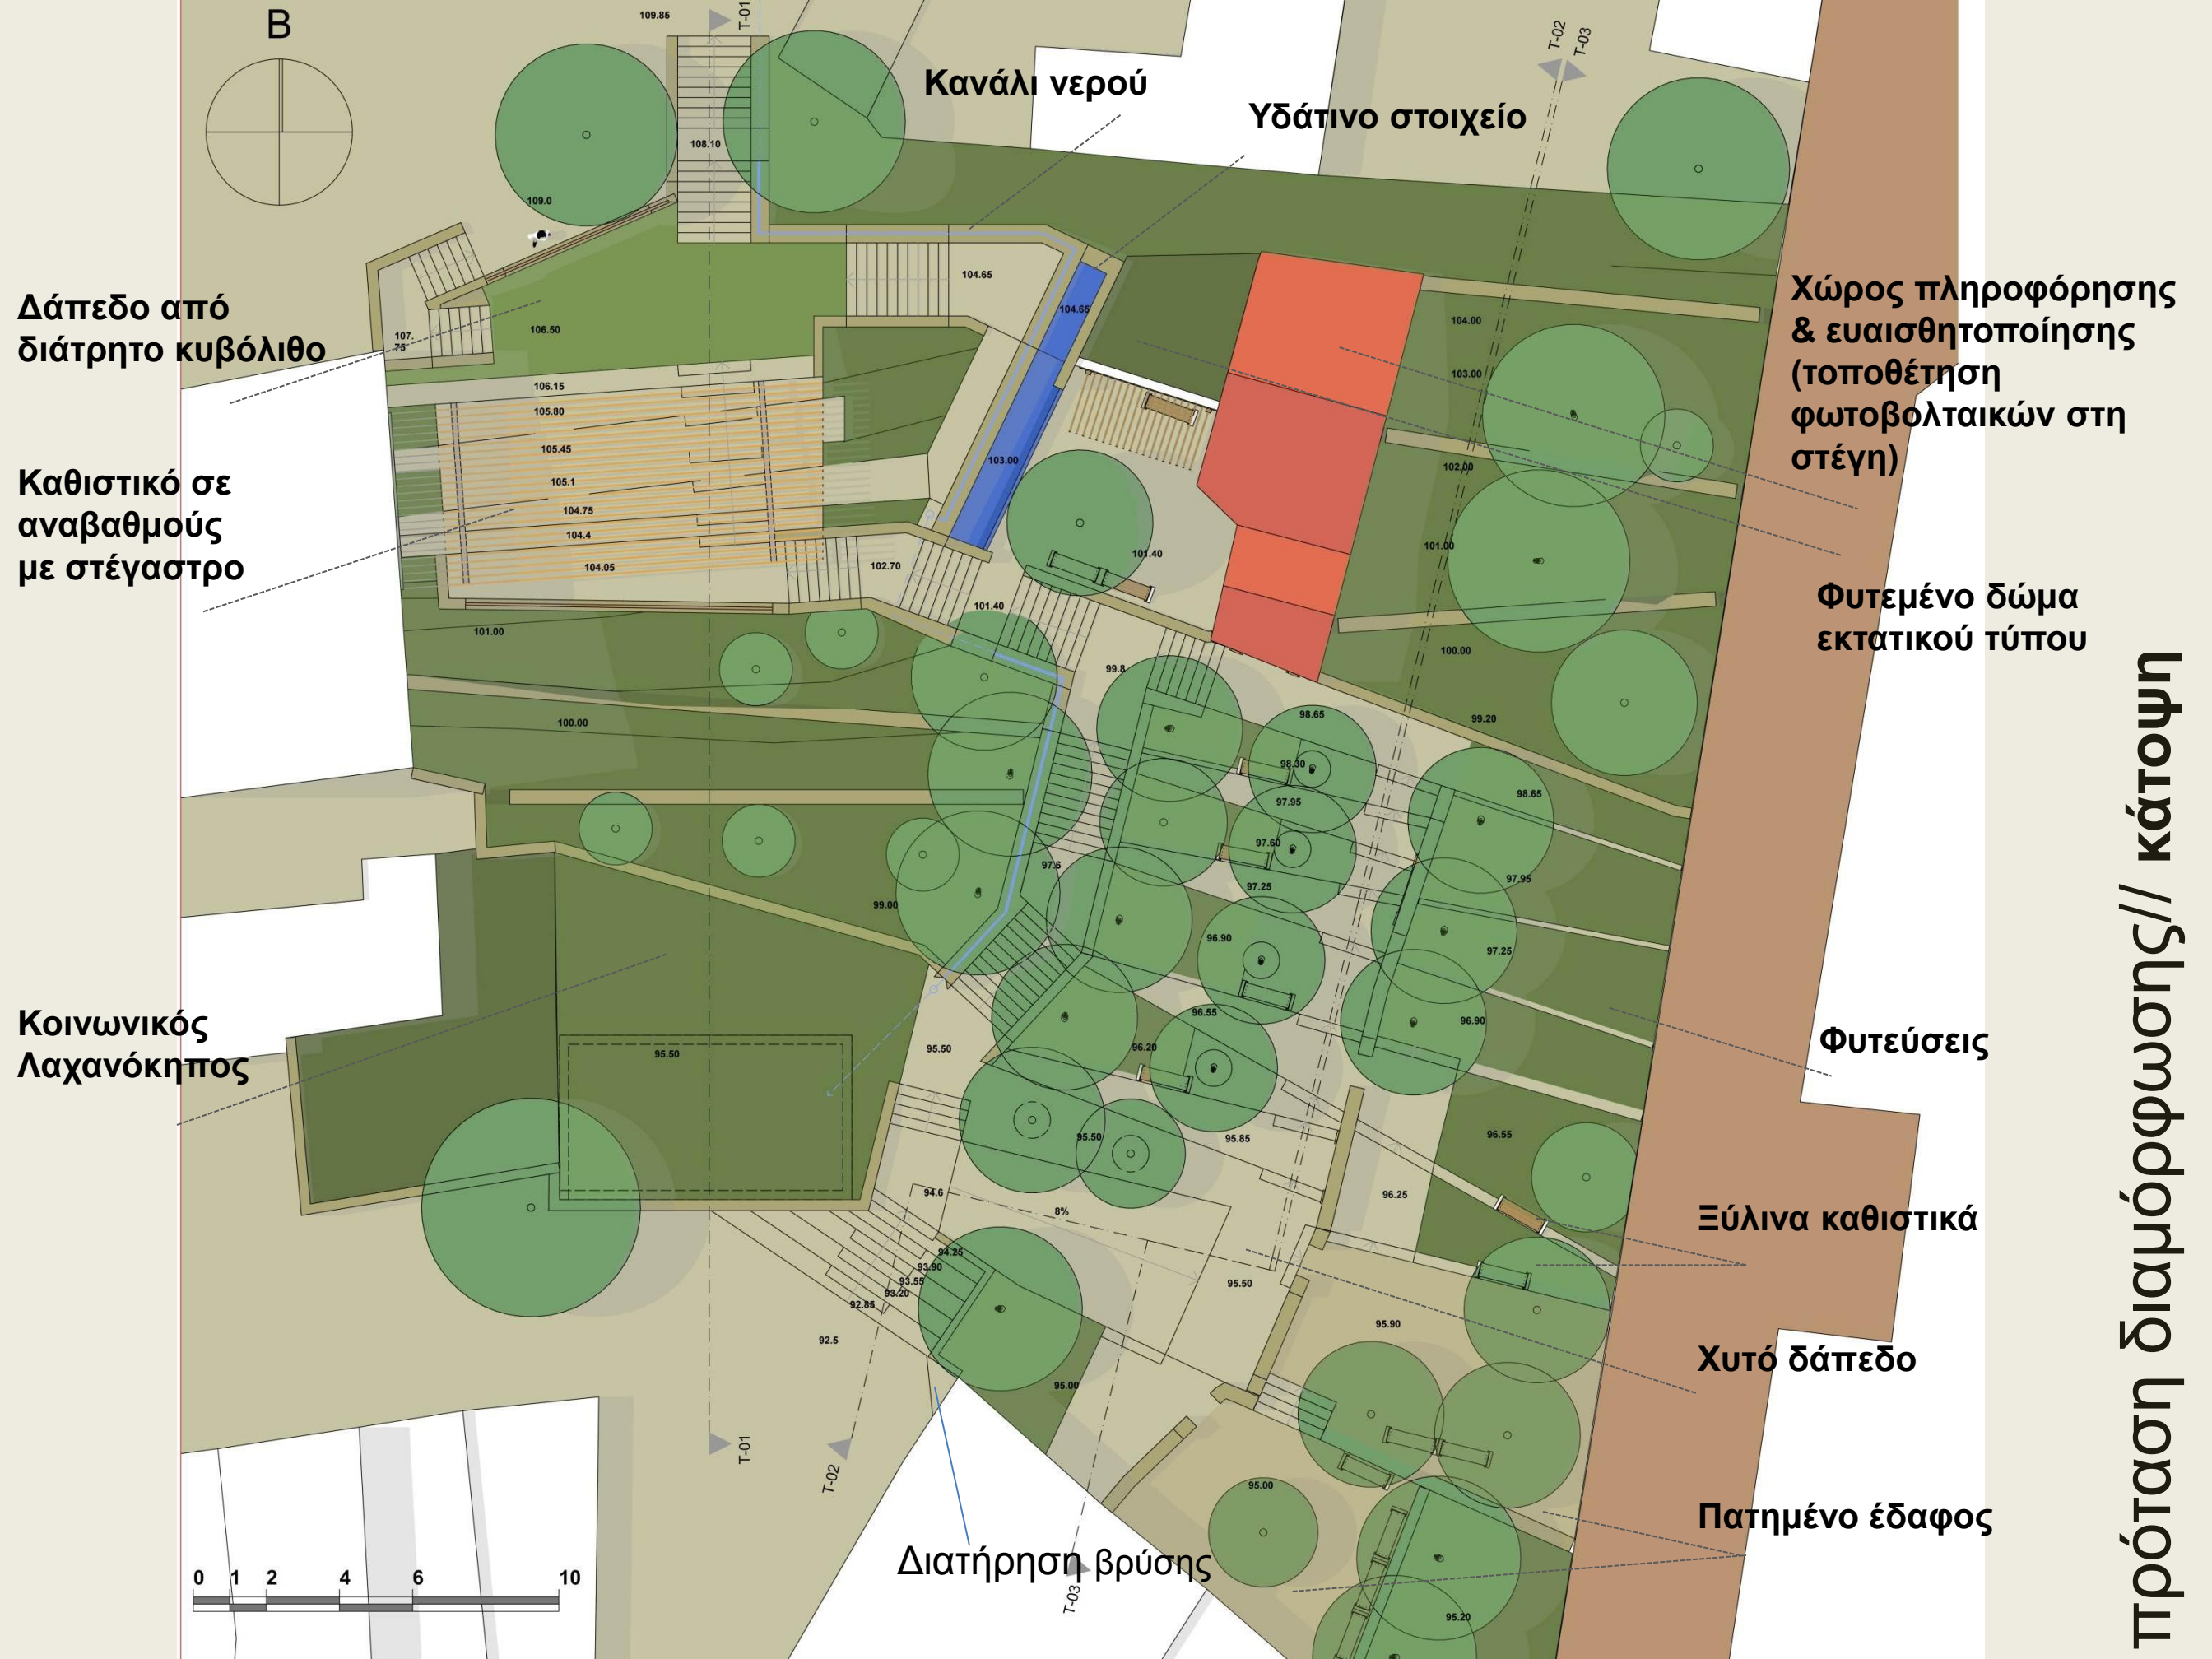 Β
109.85
T-01
T-02
T-03
Κανάλι νερού
Υδάτινο στοιχείο
108.10
109.0
104.65
104.65
Δάπεδο από
διάτρητο κυβόλιθο
107.
75
106.50
Χώρος πληροφόρησης
& ευαισθητοποίησης
(τοποθέτηση
φωτοβολταικών στη
στέγη)
104.00
103.00
106.15
105.80
105.45
105.1
104.75
104.4
104.05
103.00
102.00
Καθιστικό σε
αναβαθμούς
με στέγαστρο
102.70
101.40
101.40
101.00
101.00
Φυτεμένο δώμα
εκτατικού τύπου
100.00
99.8
100.00
99.20
98.65
98.30
97.95
98.65
97.60
97.6
97.25
97.95
99.00
96.90
97.25
96.55
96.90
Κοινωνικός
Λαχανόκηπος
95.50
95.50
96.20
Φυτεύσεις
95.50
95.85
96.55
94.6
8%
96.25
Ξύλινα καθιστικά
94.25
93.90
93.55
93.20
92.85
95.50
92.5
95.90
Χυτό δάπεδο
95.00
T-01
T-02
95.00
Πατημένο έδαφος
Διατήρηση βρύσης
T-03
95.20
0 1 2 4 6 10
πρόταση διαμόρφωσης// κάτοψη